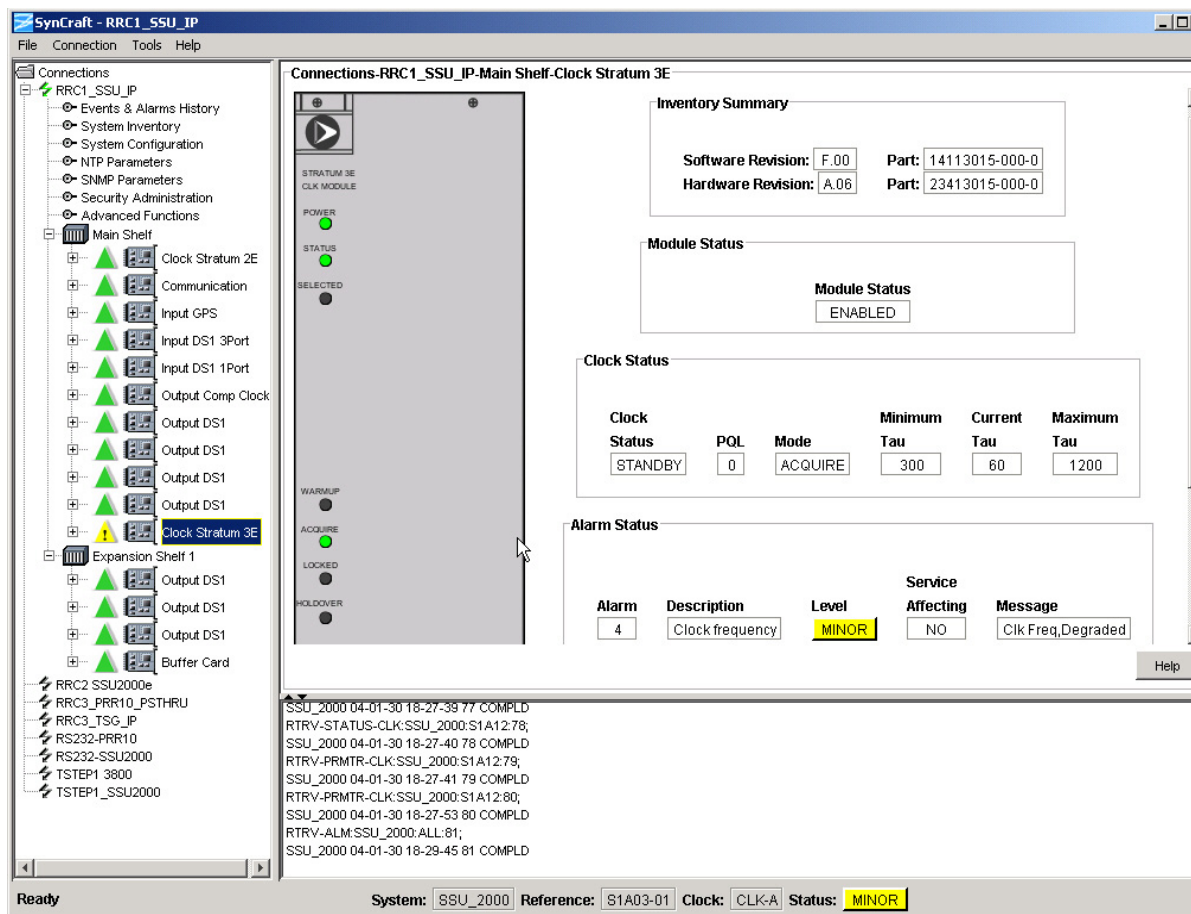 SynCraft - RRC1_SSU_IP
File Connection Tools Help
Connections
RRC1_SSU_IP
Events & Alarms History
System Inventory
System Configuration
NTP Parameters
SNMP Parameters
Security Administration
Advanced Functions
Main Shelf
Clock Stratum 2E
Communication
Input GPS
Input DS1 3Port
Input DS1 1Port
Output Comp Clock
Output DS1
Output DS1
Output DS1
Output DS1
Clock Stratum 3E
Expansion Shelf 1
Output DS1
Output DS1
Output DS1
Buffer Card
RRC2 SSU2000e
RRC3_PRR10_PSTHRU
RRC3_TSG_IP
RS232-PRR10
RS232-SSU2000
TSTEP1 3800
TSTEP1_SSU2000
Connections-RRC1_SSU_IP-Main Shelf-Clock Stratum 3E
STRATUM 3E
CLK MODULE
POWER
STATUS
SELECTED
WARMUP
ACQUIRE
LOCKED
HOLDOVER
Inventory Summary
Software Revision: F.00 Part: 14113015-000-0
Hardware Revision: A.06 Part: 23413015-000-0
Module Status
Module Status
ENABLED
Clock Status
Clock Minimum Current Maximum
Status PQL Mode Tau Tau Tau
STANDBY 0 ACQUIRE 300 60 1200
Alarm Status
Service
Alarm Description Level Affecting Message
4 Clock frequency MINOR NO Clk Freq,Degraded
Help
SSU_2000 04-01-30 18-27-39 77 COMPLD
RTRV-STATUS-CLK:SSU_2000:S1A12:78;
SSU_2000 04-01-30 18-27-40 78 COMPLD
RTRV-PRMTR-CLK:SSU_2000:S1A12:79;
SSU_2000 04-01-30 18-27-41 79 COMPLD
RTRV-PRMTR-CLK:SSU_2000:S1A12:80;
SSU_2000 04-01-30 18-27-53 80 COMPLD
RTRV-ALM:SSU_2000:ALL:81;
SSU_2000 04-01-30 18-29-45 81 COMPLD
Ready System: SSU_2000 Reference: S1A03-01 Clock: CLK-A Status: MINOR